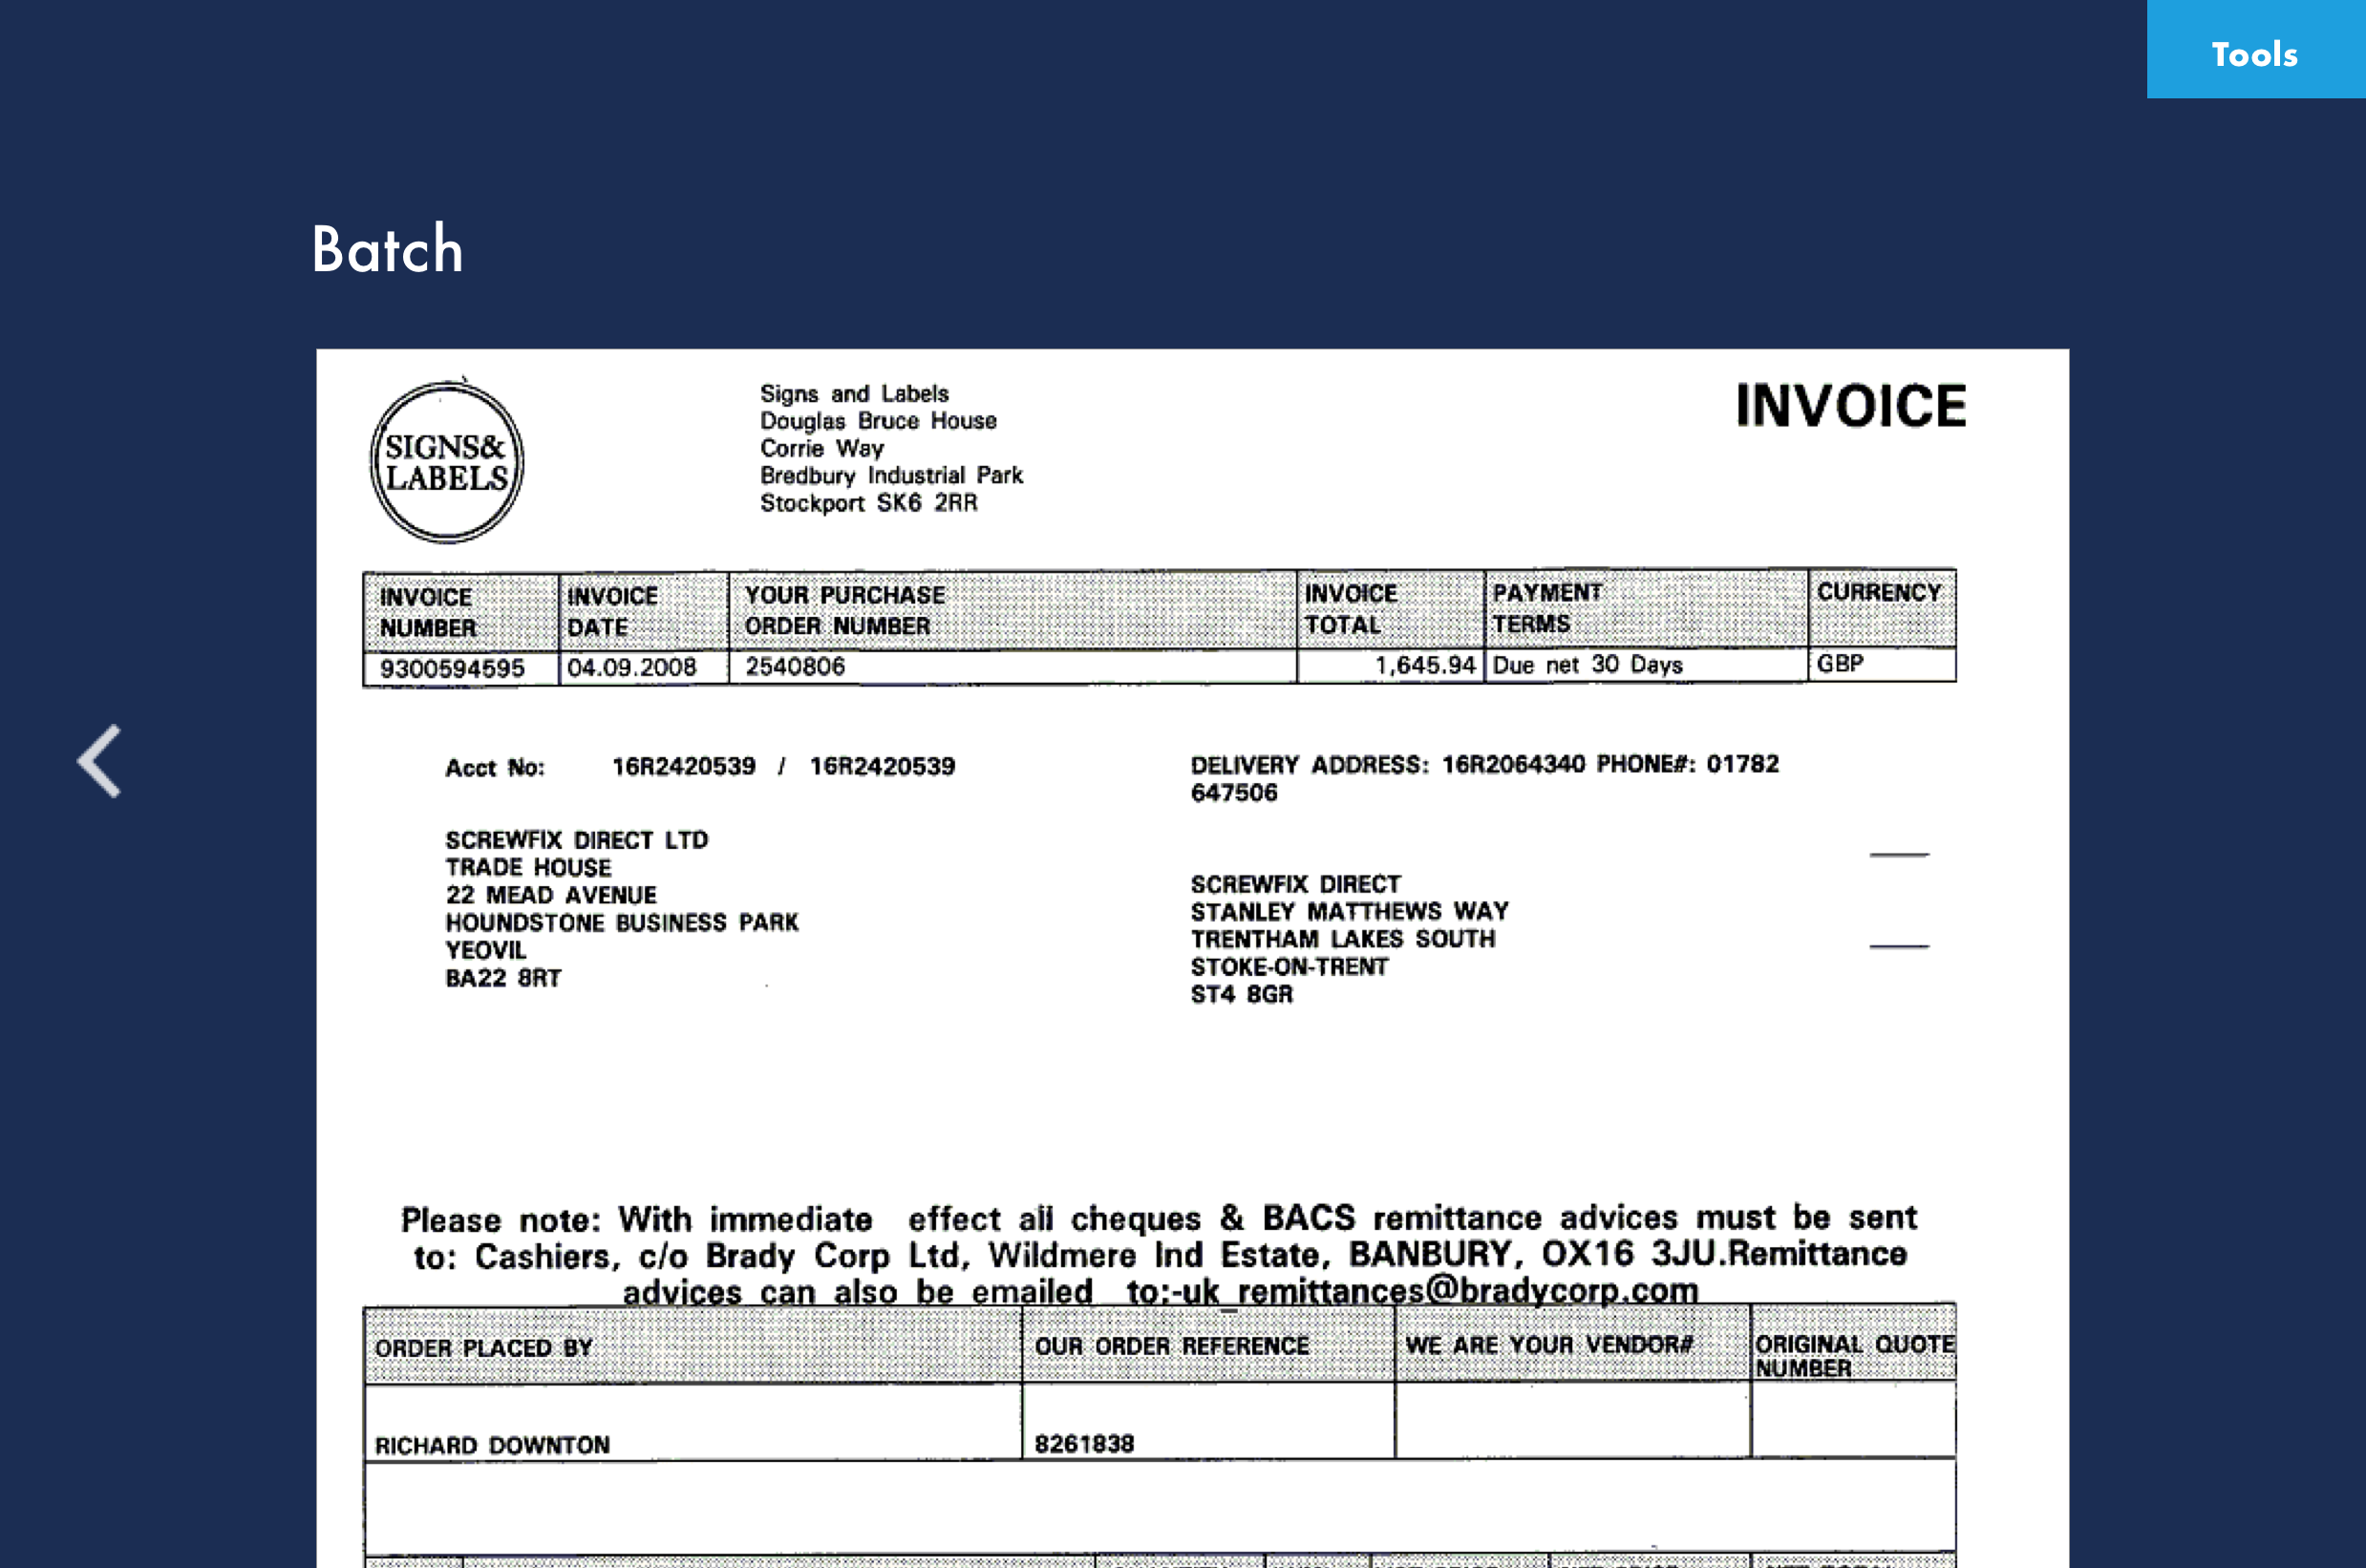 Tools
Batch
SIGNS&
LABELS
Signs and Labels
Douglas Bruce House
Corrie Way
Bredbury Industrial Park
Stockport SK6 2RR
INVOICE
INVOICE NUMBER
INVOICE DATE
YOUR PURCHASE ORDER NUMBER
INVOICE TOTAL
PAYMENT TERMS
CURRENCY
9300594595 04.09.2008 2540806 1,645.94 Due net 30 Days GBP
Acct No: 16R2420539 / 16R2420539
SCREWFIX DIRECT LTD
TRADE HOUSE
22 MEAD AVENUE
HOUNDSTONE BUSINESS PARK
YEOVIL
BA22 8RT
DELIVERY ADDRESS: 16R2064340 PHONE#: 01782
647506
SCREWFIX DIRECT
STANLEY MATTHEWS WAY
TRENTHAM LAKES SOUTH
STOKE-ON-TRENT
ST4 8GR
Please note: With immediate effect all cheques & BACS remittance advices must be sent
to: Cashiers, c/o Brady Corp Ltd, Wildmere Ind Estate, BANBURY, OX16 3JU.Remittance
advices can also be emailed to:-uk_remittances@bradycorp.com
ORDER PLACED BY
OUR ORDER REFERENCE
WE ARE YOUR VENDOR#
ORIGINAL QUOTE NUMBER
RICHARD DOWNTON 8261838